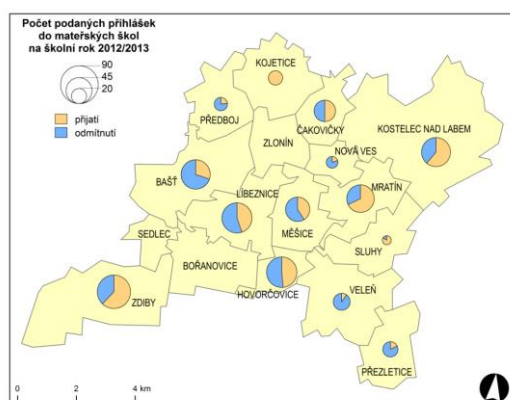 Počet podaných přihlášek
do mateřských škol
na školní rok 2012/2013
90
45
20
přijatí
odmítnutí
KOJETICE
PŘEDBOJ
ČAKOVIČKY
KOSTELEC NAD LABEM
ZLONÍN
NOVÁ VES
BAŠŤ
MRATÍN
LÍBEZNICE
MĚŠICE
SEDLEC
SLUHY
BOŘANOVICE
HOVORČOVICE
VELEŇ
ZDIBY
PŘEZLETICE
0 2 4 km